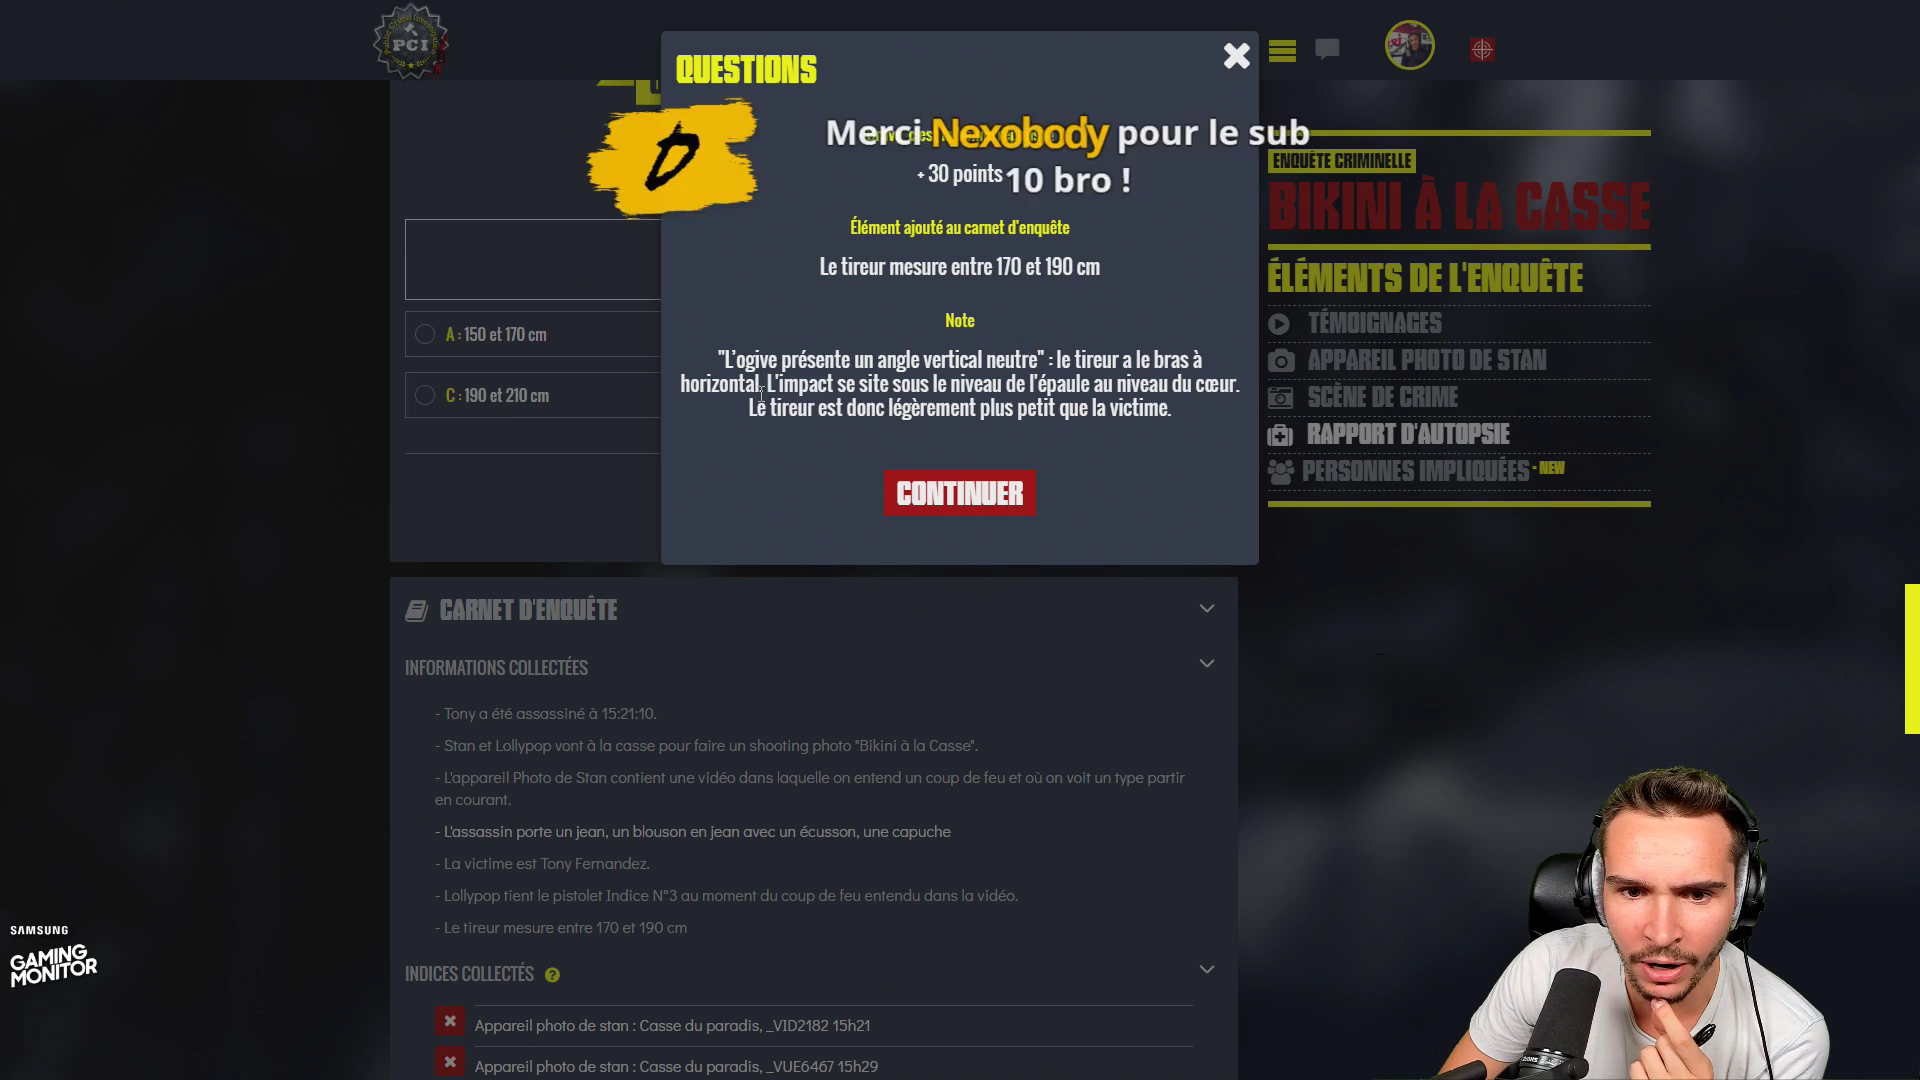 PCI
QUESTIONS
Merci Nexobody pour le sub
10 bro !
+ 30 points
Élément ajouté au carnet d'enquête
Le tireur mesure entre 170 et 190 cm
Note
"L'ogive présente un angle vertical neutre" : le tireur a le bras à
horizontal. L'impact se site sous le niveau de l'épaule au niveau du cœur.
Le tireur est donc légèrement plus petit que la victime.
CONTINUER
A : 150 et 170 cm
C : 190 et 210 cm
ENQUÊTE CRIMINELLE
BIKINI À LA CASSE
ÉLÉMENTS DE L'ENQUÊTE
TÉMOIGNAGES
APPAREIL PHOTO DE STAN
SCÈNE DE CRIME
RAPPORT D'AUTOPSIE
PERSONNES IMPLIQUÉES - NEW
CARNET D'ENQUÊTE
INFORMATIONS COLLECTÉES
- Tony a été assassiné à 15:21:10.
- Stan et Lollypop vont à la casse pour faire un shooting photo "Bikini à la Casse".
- L'appareil Photo de Stan contient une vidéo dans laquelle on entend un coup de feu et où on voit un type partir
en courant.
- L'assassin porte un jean, un blouson en jean avec un écusson, une capuche
- La victime est Tony Fernandez.
- Lollypop tient le pistolet Indice N°3 au moment du coup de feu entendu dans la vidéo.
- Le tireur mesure entre 170 et 190 cm
INDICES COLLECTÉS ?
Appareil photo de stan : Casse du paradis, _VID2182 15h21
Appareil photo de stan : Casse du paradis, _VUE6467 15h29
SAMSUNG
GAMING
MONITOR